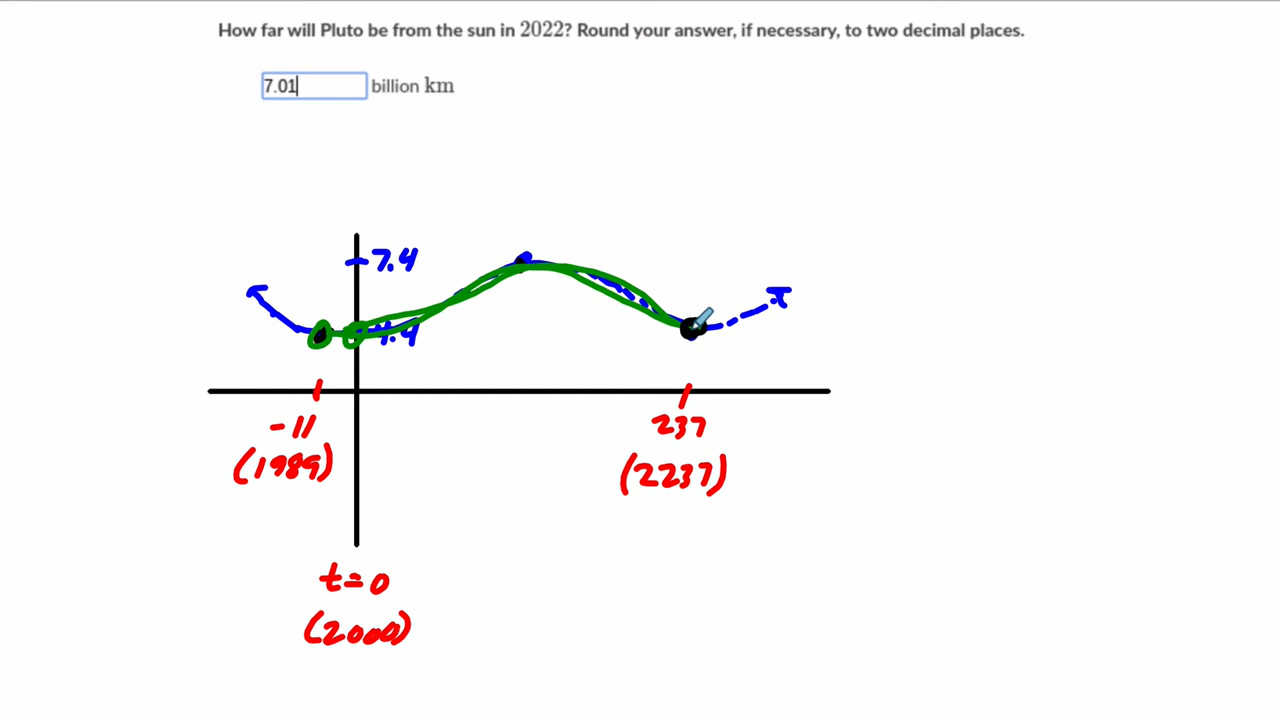 How far will Pluto be from the sun in 2022? Round your answer, if necessary, to two decimal places.
7.01 billion km
7.4
4.4
-11
237
(1989)
(2237)
t=0
(2000)